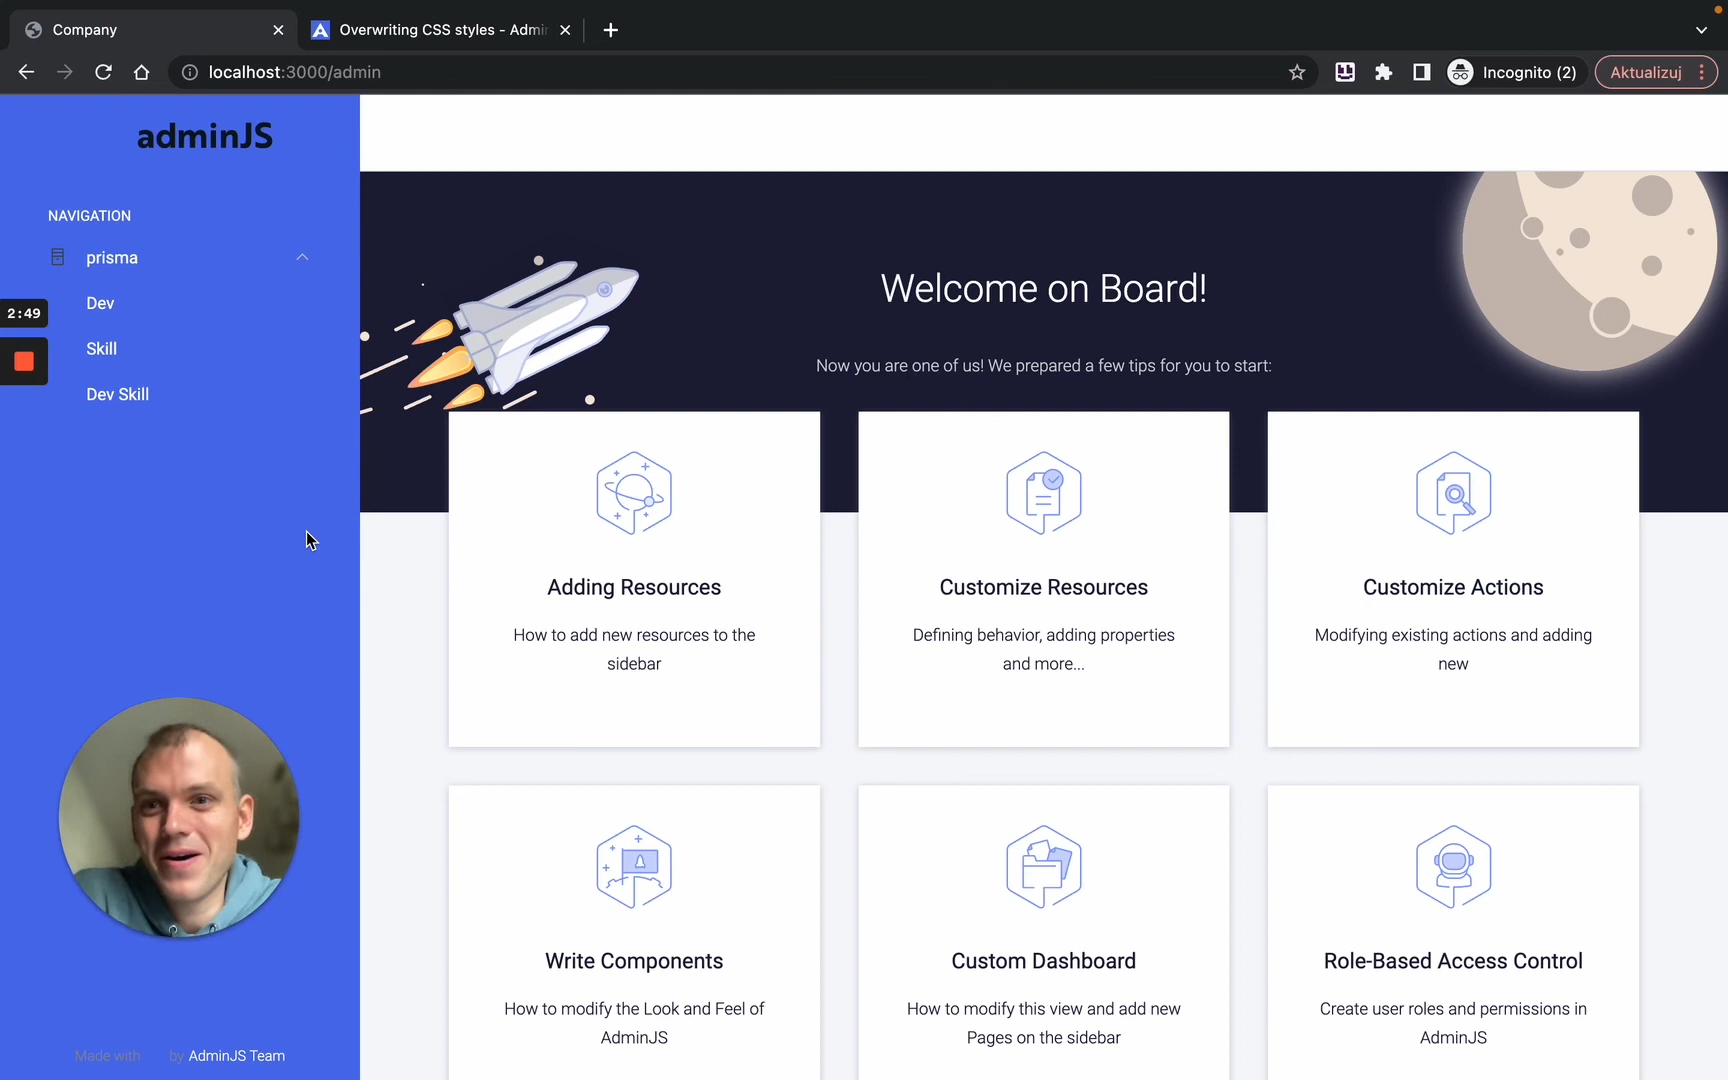 Company
Overwriting CSS styles - Admin
localhost:3000/admin
Incognito (2)
Aktualizuj
adminJS
NAVIGATION
prisma
Dev
2:49
Skill
Dev Skill
Made with by AdminJS Team
Welcome on Board!
Now you are one of us! We prepared a few tips for you to start:
Adding Resources
How to add new resources to the
sidebar
Customize Resources
Defining behavior, adding properties
and more...
Customize Actions
Modifying existing actions and adding
new
Write Components
How to modify the Look and Feel of
AdminJS
Custom Dashboard
How to modify this view and add new
Pages on the sidebar
Role-Based Access Control
Create user roles and permissions in
AdminJS